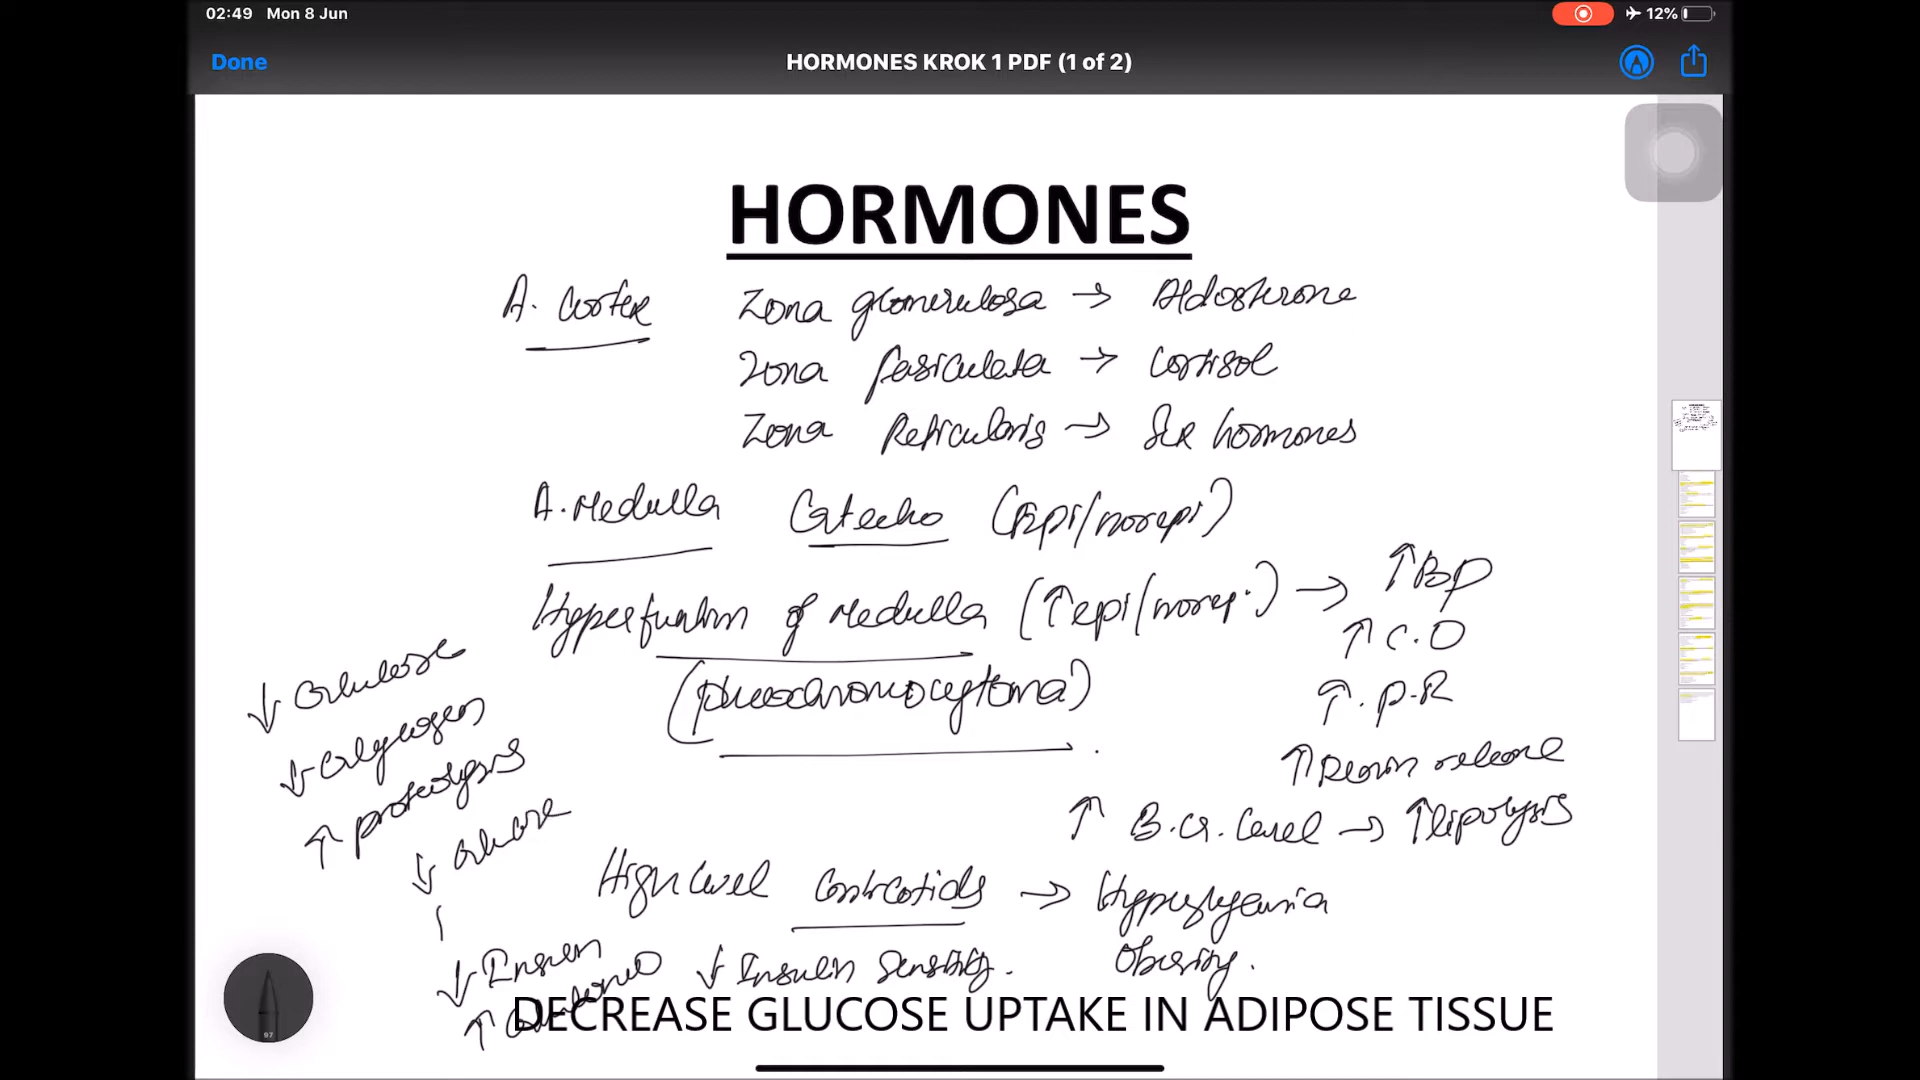 02:49 Mon 8 Jun 12%
Done HORMONES KROK 1 PDF (1 of 2)
HORMONES
A. Cortex Zona glomerulosa → Aldosterone
Zona fasiculata → Cortisol
Zona Reticularis → Sex hormones
A. Medulla Catecho (Epi/norepi)
Hyperfunction of medulla (↑epi/norepi.) → ↑BP
↑ C.O
(pheochromocytoma) ↑. P.R
↑Renin release
↑ B.G. Level → ↑lipolysis
↓ Glucose
↓ Glycogen
↑ proteolysis
↓ Glucose
High Level Corticotids → Hyperglycemia
↓ Insulin ↓ Insulin Sensitivity. Obesity.
↑
DECREASE GLUCOSE UPTAKE IN ADIPOSE TISSUE
97